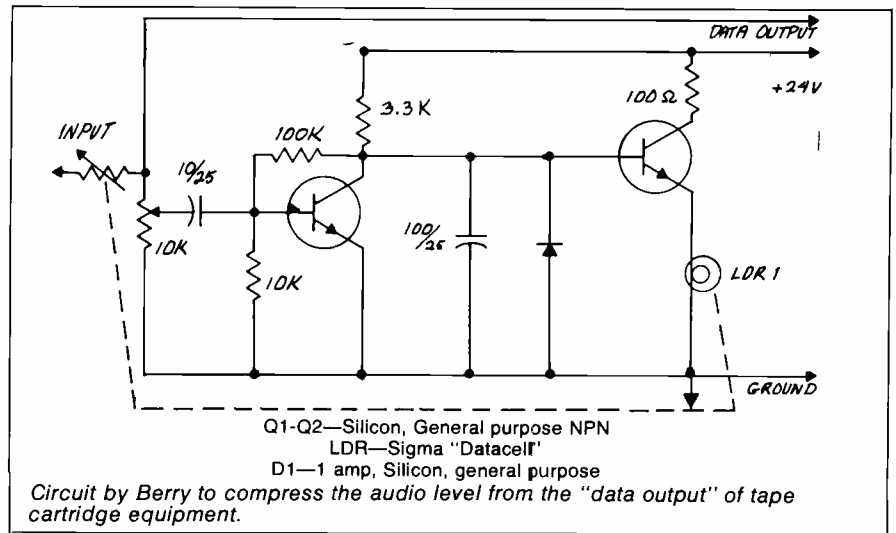 DATA OUTPUT
+24V
100Ω
3.3K
INPUT
100K
10/25
10K
10K
100/25
LDR 1
GROUND
Q1-Q2—Silicon, General purpose NPN
LDR—Sigma "Datacell"
D1—1 amp, Silicon, general purpose
Circuit by Berry to compress the audio level from the "data output" of tape
cartridge equipment.